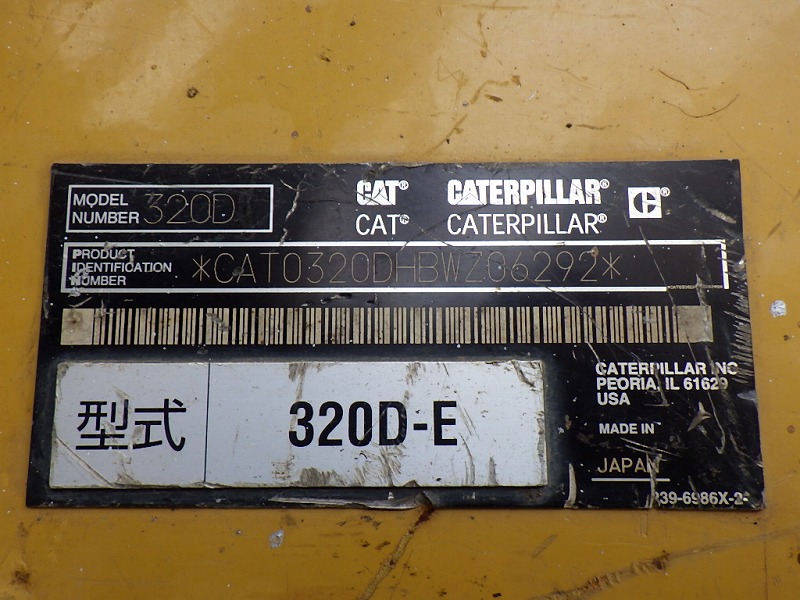 MODEL NUMBER 320D
CAT® CATERPILLAR® C®
CAT® CATERPILLAR®
PRODUCT IDENTIFICATION NUMBER *CAT0320DHBWZ06292*
型式 320D-E
CATERPILLAR INC
PEORIA, IL 61629
USA
MADE IN
JAPAN
39-6986X-2